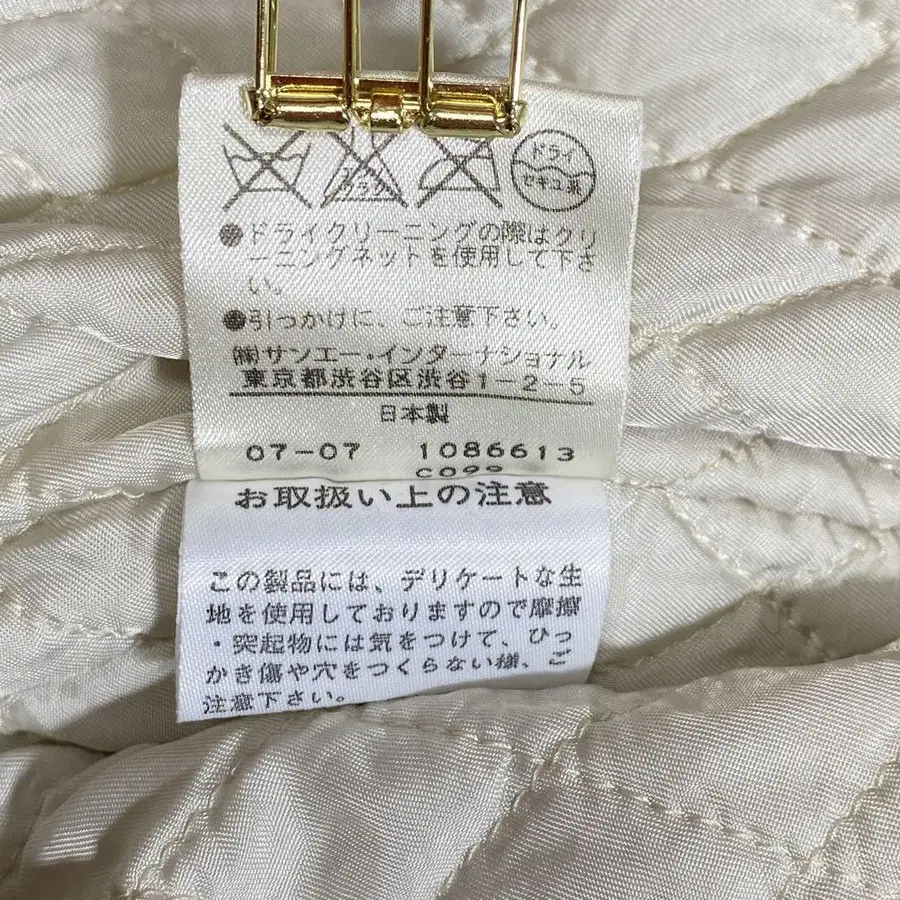 ドライ
セキユ系
●ドライクリーニングの際はクリ
ーニングネットを使用して下さ
い。
●引っかけに、ご注意下さい。
㈱サンエー・インターナショナル
東京都渋谷区渋谷1-2-5
日本製
07-07 1086613
C099
お取扱い上の注意
この製品には、デリケートな生
地を使用しておりますので摩擦
・突起物には気をつけて、ひっ
かき傷や穴をつくらない様、ご
注意下さい。